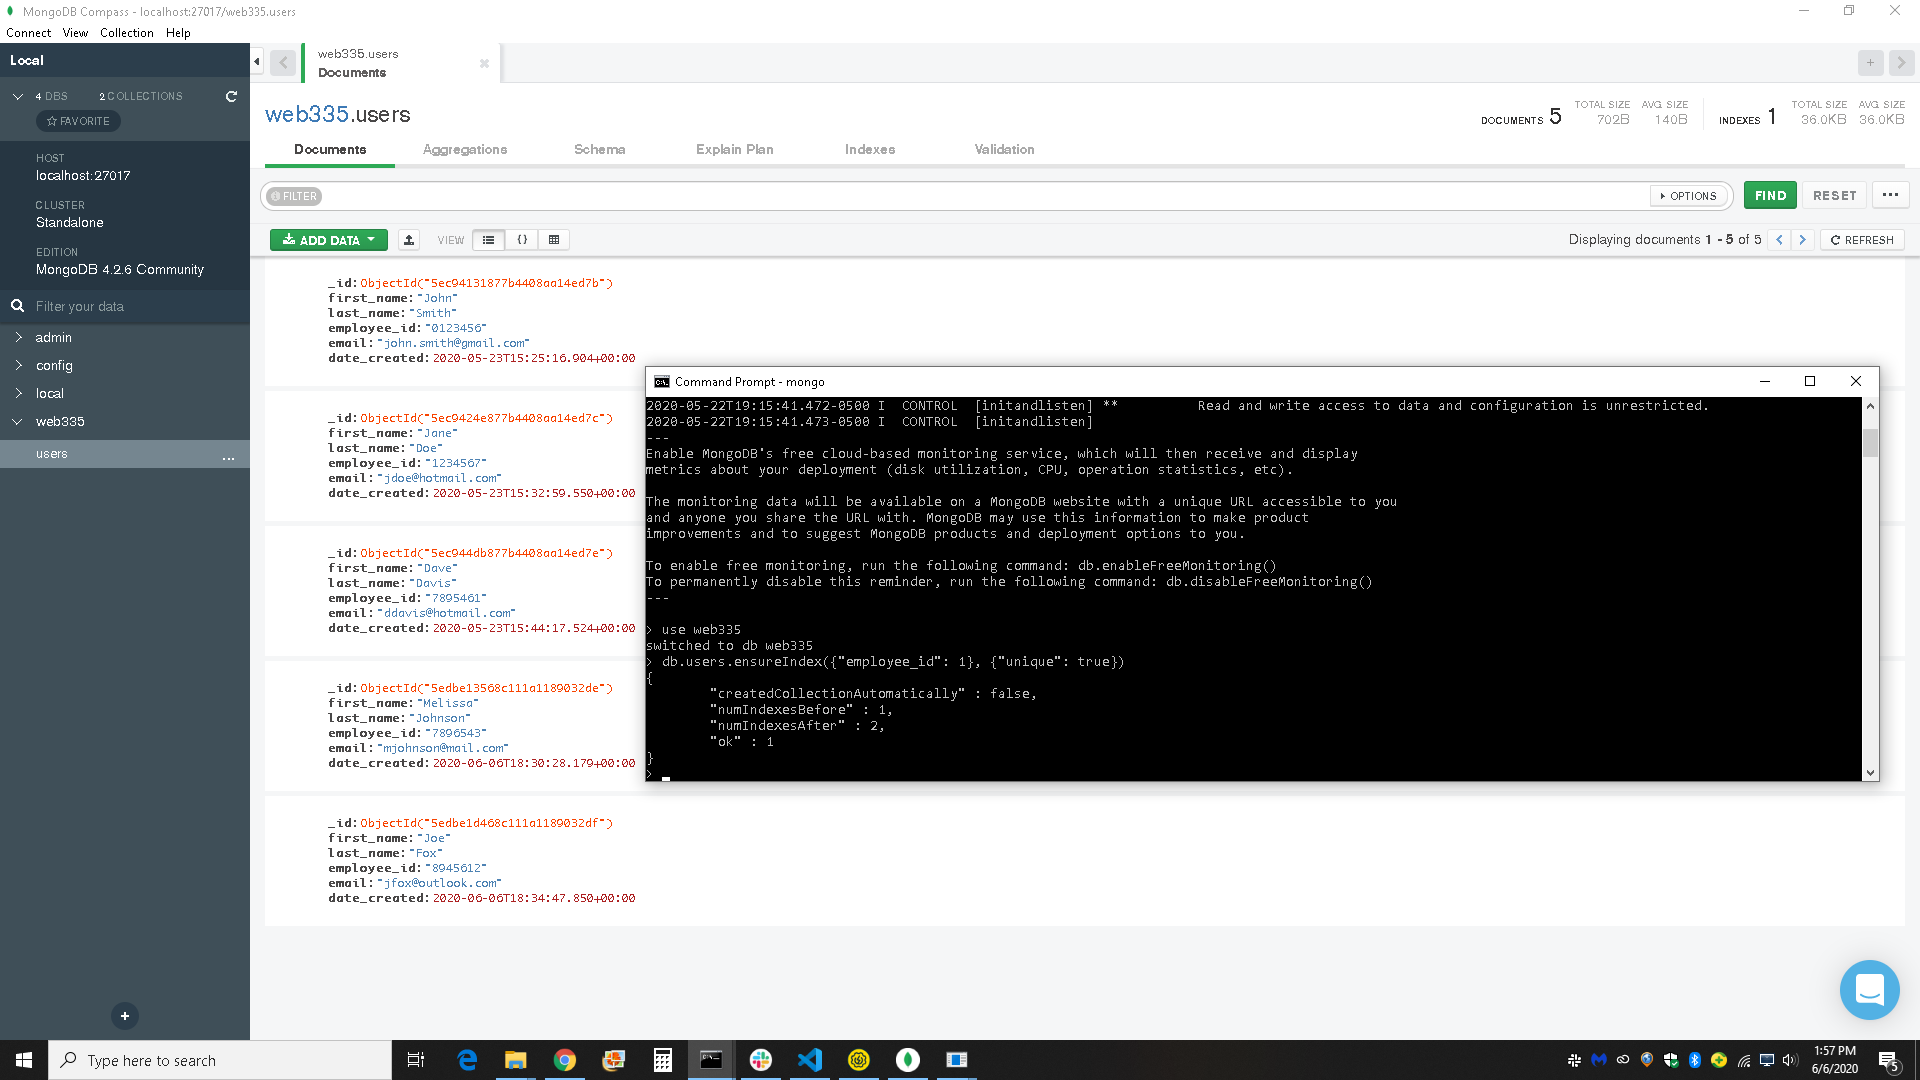 MongoDB Compass - localhost:27017/web335.users
Connect View Collection Help
Local
4 DBS 2 COLLECTIONS
FAVORITE
HOST
localhost:27017
CLUSTER
Standalone
EDITION
MongoDB 4.2.6 Community
Filter your data
admin
config
local
web335
users ...
web335.users
Documents
web335.users
DOCUMENTS 5 TOTAL SIZE 702B AVG. SIZE 140B INDEXES 1 TOTAL SIZE 36.0KB AVG. SIZE 36.0KB
Documents Aggregations Schema Explain Plan Indexes Validation
FILTER OPTIONS FIND RESET ...
ADD DATA VIEW {} Displaying documents 1 - 5 of 5 < > REFRESH
_id: ObjectId("5ec94131877b4408aa14ed7b")
first_name: "John"
last_name: "Smith"
employee_id: "0123456"
email: "john.smith@gmail.com"
date_created: 2020-05-23T15:25:16.904+00:00
_id: ObjectId("5ec9424e877b4408aa14ed7c")
first_name: "Jane"
last_name: "Doe"
employee_id: "1234567"
email: "jdoe@hotmail.com"
date_created: 2020-05-23T15:32:59.550+00:00
_id: ObjectId("5ec944db877b4408aa14ed7e")
first_name: "Dave"
last_name: "Davis"
employee_id: "7895461"
email: "ddavis@hotmail.com"
date_created: 2020-05-23T15:44:17.524+00:00
_id: ObjectId("5edbe13568c111a1189032de")
first_name: "Melissa"
last_name: "Johnson"
employee_id: "7896543"
email: "mjohnson@mail.com"
date_created: 2020-06-06T18:30:28.179+00:00
_id: ObjectId("5edbe1d468c111a1189032df")
first_name: "Joe"
last_name: "Fox"
employee_id: "8945612"
email: "jfox@outlook.com"
date_created: 2020-06-06T18:34:47.850+00:00
Command Prompt - mongo
2020-05-22T19:15:41.472-0500 I CONTROL [initandlisten] ** Read and write access to data and configuration is unrestricted.
2020-05-22T19:15:41.473-0500 I CONTROL [initandlisten]
---
Enable MongoDB's free cloud-based monitoring service, which will then receive and display
metrics about your deployment (disk utilization, CPU, operation statistics, etc).
The monitoring data will be available on a MongoDB website with a unique URL accessible to you
and anyone you share the URL with. MongoDB may use this information to make product
improvements and to suggest MongoDB products and deployment options to you.
To enable free monitoring, run the following command: db.enableFreeMonitoring()
To permanently disable this reminder, run the following command: db.disableFreeMonitoring()
---
> use web335
switched to db web335
> db.users.ensureIndex({"employee_id": 1}, {"unique": true})
{
"createdCollectionAutomatically" : false,
"numIndexesBefore" : 1,
"numIndexesAfter" : 2,
"ok" : 1
}
>
Type here to search
1:57 PM
6/6/2020
5